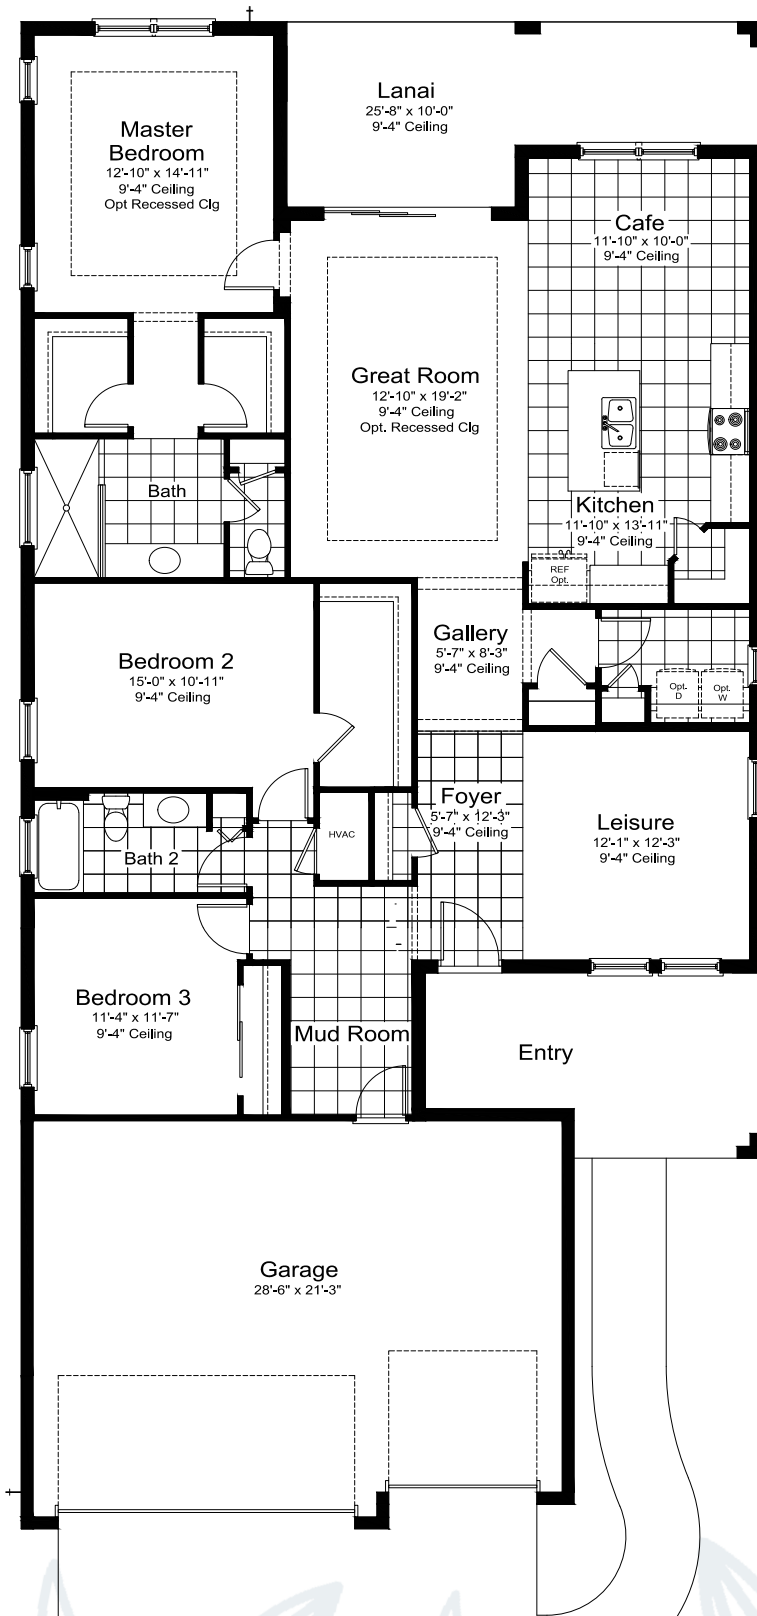 Lanai
25'-8" x 10'-0"
9'-4" Ceiling
Master
Bedroom
12'-10" x 14'-11"
9'-4" Ceiling
Opt Recessed Clg
Cafe
11'-10" x 10'-0"
9'-4" Ceiling
Great Room
12'-10" x 19'-2"
9'-4" Ceiling
Opt. Recessed Clg
Bath
Kitchen
11'-10" x 13'-11"
9'-4" Ceiling
REF
Opt.
Gallery
5'-7" x 8'-3"
9'-4" Ceiling
Bedroom 2
15'-0" x 10'-11"
9'-4" Ceiling
Opt.
D
Opt.
W
Foyer
5'-7" x 12'-3"
9'-4" Ceiling
Leisure
12'-1" x 12'-3"
9'-4" Ceiling
HVAC
Bath 2
Bedroom 3
11'-4" x 11'-7"
9'-4" Ceiling
Mud Room
Entry
Garage
28'-6" x 21'-3"